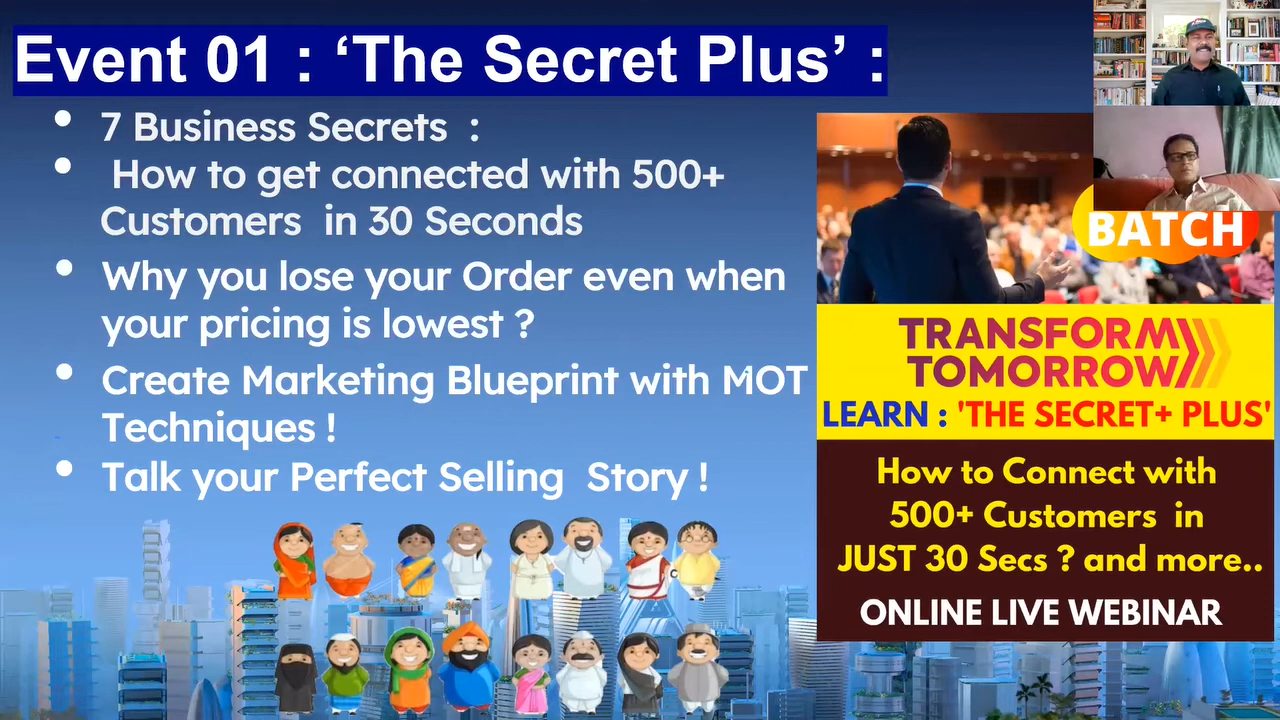 Event 01 : ‘The Secret Plus’ :
• 7 Business Secrets :
• How to get connected with 500+
Customers in 30 Seconds
• Why you lose your Order even when
your pricing is lowest ?
• Create Marketing Blueprint with MOT
Techniques !
• Talk your Perfect Selling Story !
BATCH
TRANSFORM
TOMORROW
LEARN : 'THE SECRET+ PLUS'
How to Connect with
500+ Customers in
JUST 30 Secs ? and more..
ONLINE LIVE WEBINAR